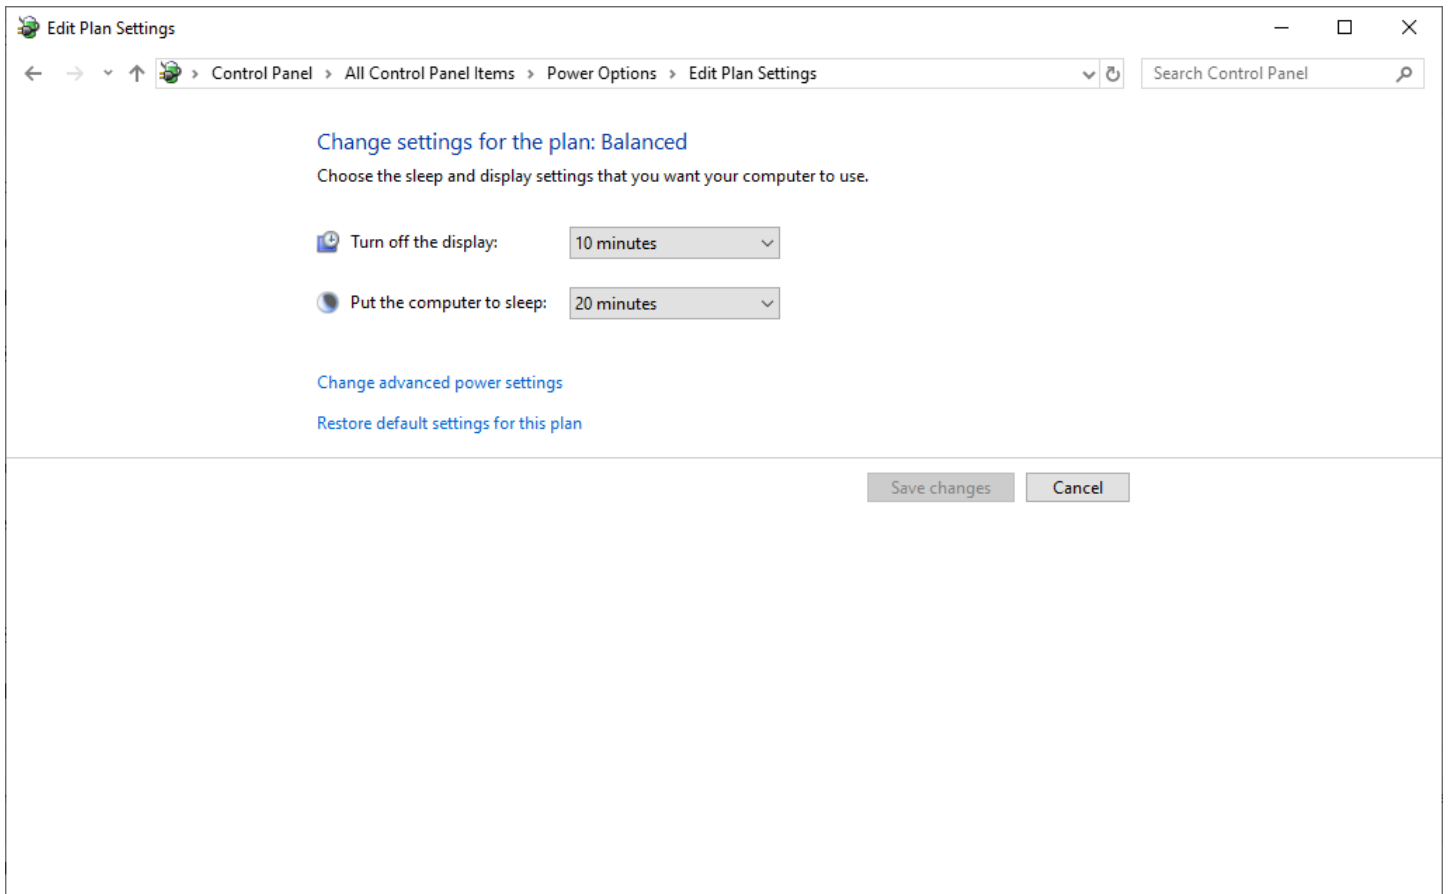 Edit Plan Settings
Control Panel > All Control Panel Items > Power Options > Edit Plan Settings Search Control Panel
Change settings for the plan: Balanced
Choose the sleep and display settings that you want your computer to use.
Turn off the display: 10 minutes
Put the computer to sleep: 20 minutes
Change advanced power settings
Restore default settings for this plan
Save changes Cancel